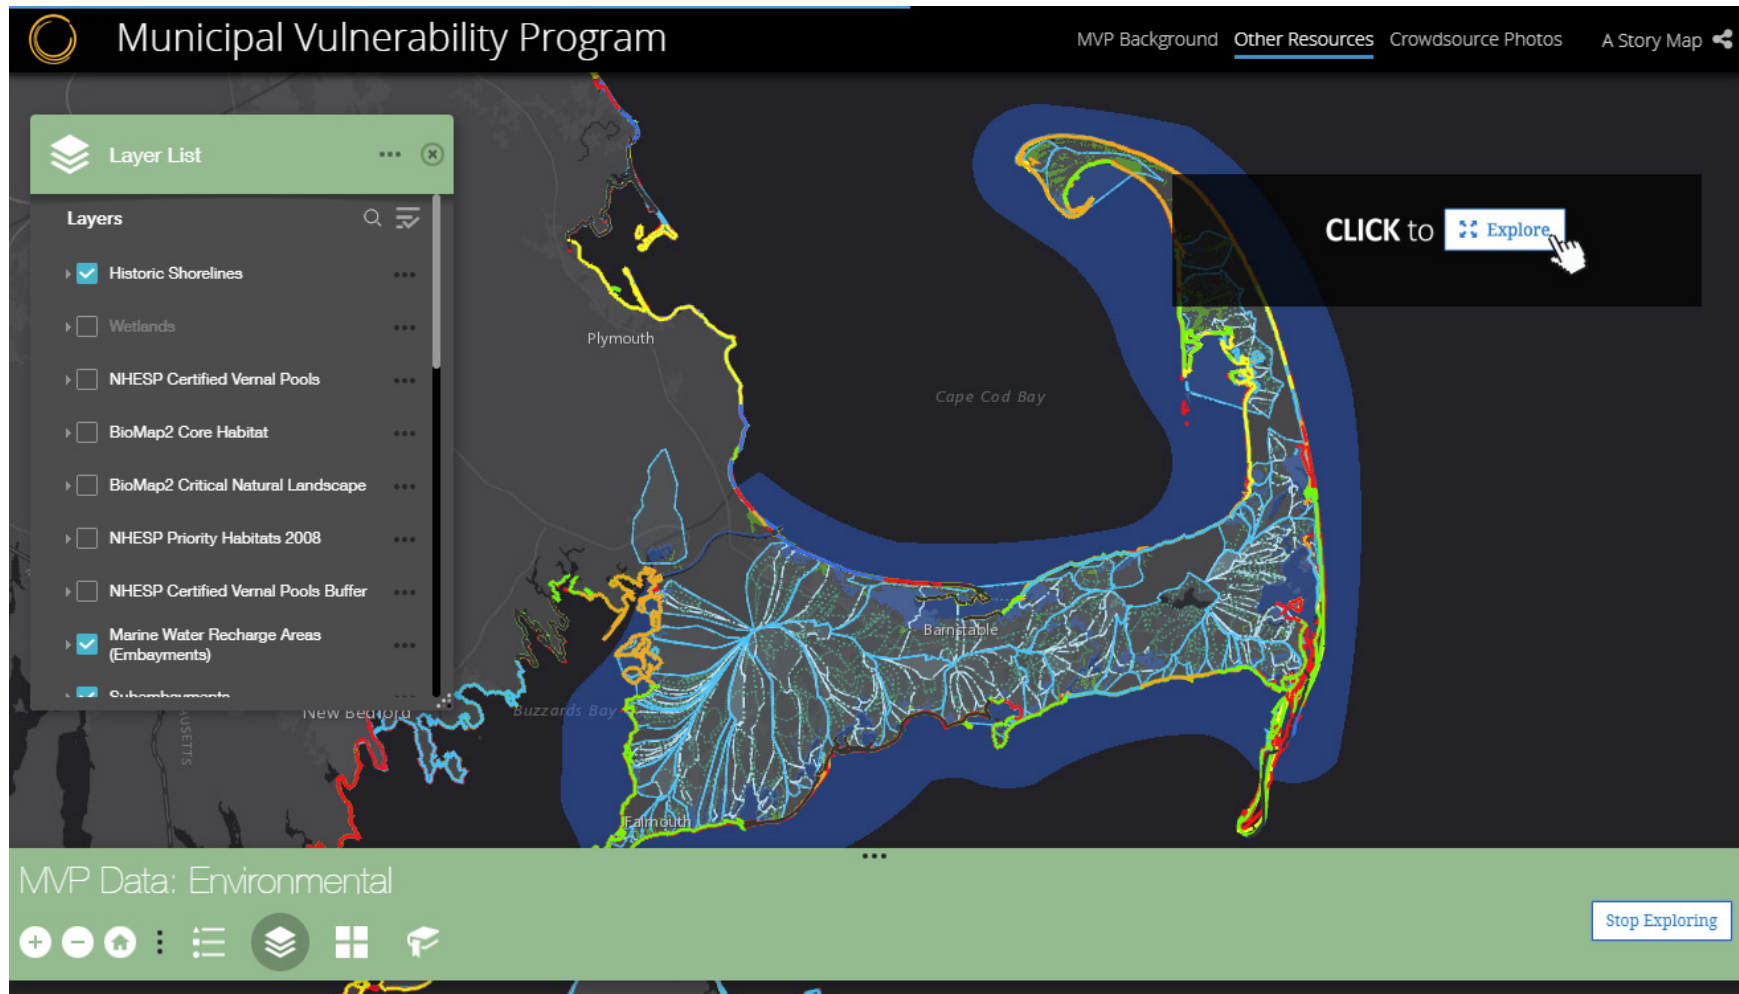 Municipal Vulnerability Program
MVP Background Other Resources Crowdsource Photos A Story Map
Layer List
Layers
Historic Shorelines
Wetlands
NHESP Certified Vernal Pools
BioMap2 Core Habitat
BioMap2 Critical Natural Landscape
NHESP Priority Habitats 2008
NHESP Certified Vernal Pools Buffer
Marine Water Recharge Areas
(Embayments)
Subembayments
CLICK to Explore
Plymouth
Cape Cod Bay
Barnstable
New Bedford
Buzzards Bay
Falmouth
MVP Data: Environmental
Stop Exploring